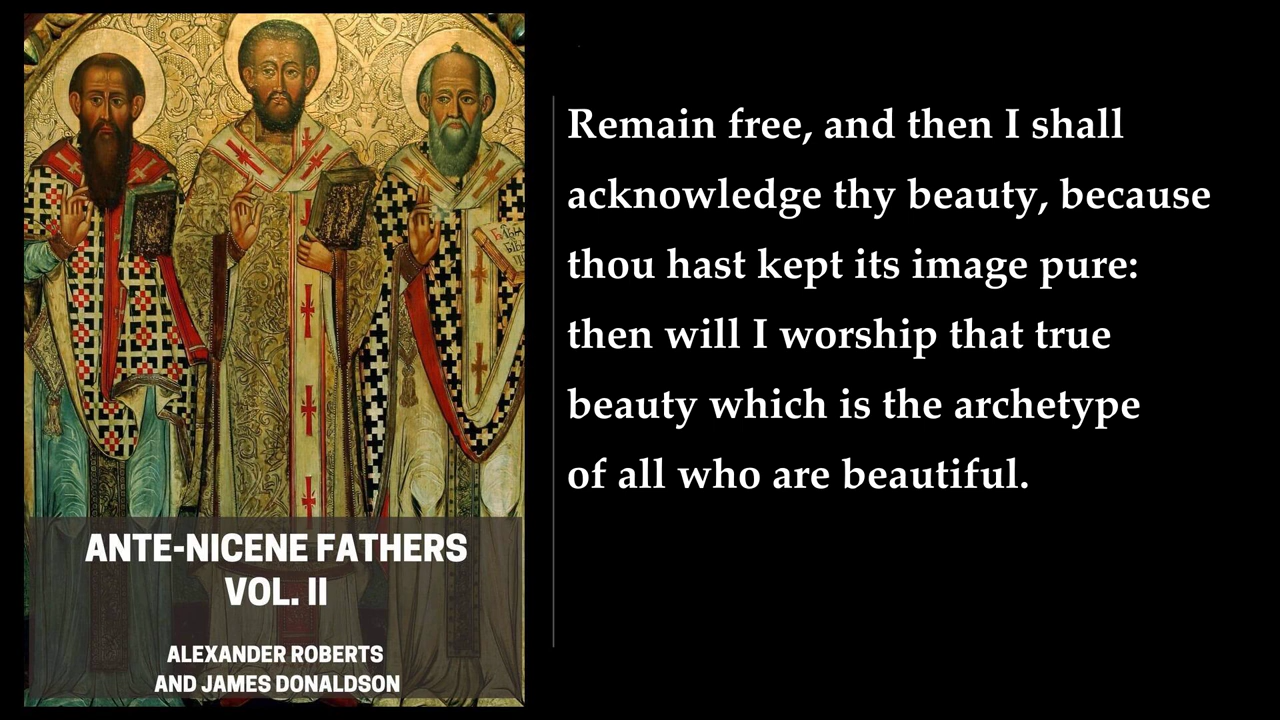 ANTE-NICENE FATHERS
VOL. II
ALEXANDER ROBERTS
AND JAMES DONALDSON
Remain free, and then I shall
acknowledge thy beauty, because
thou hast kept its image pure:
then will I worship that true
beauty which is the archetype
of all who are beautiful.